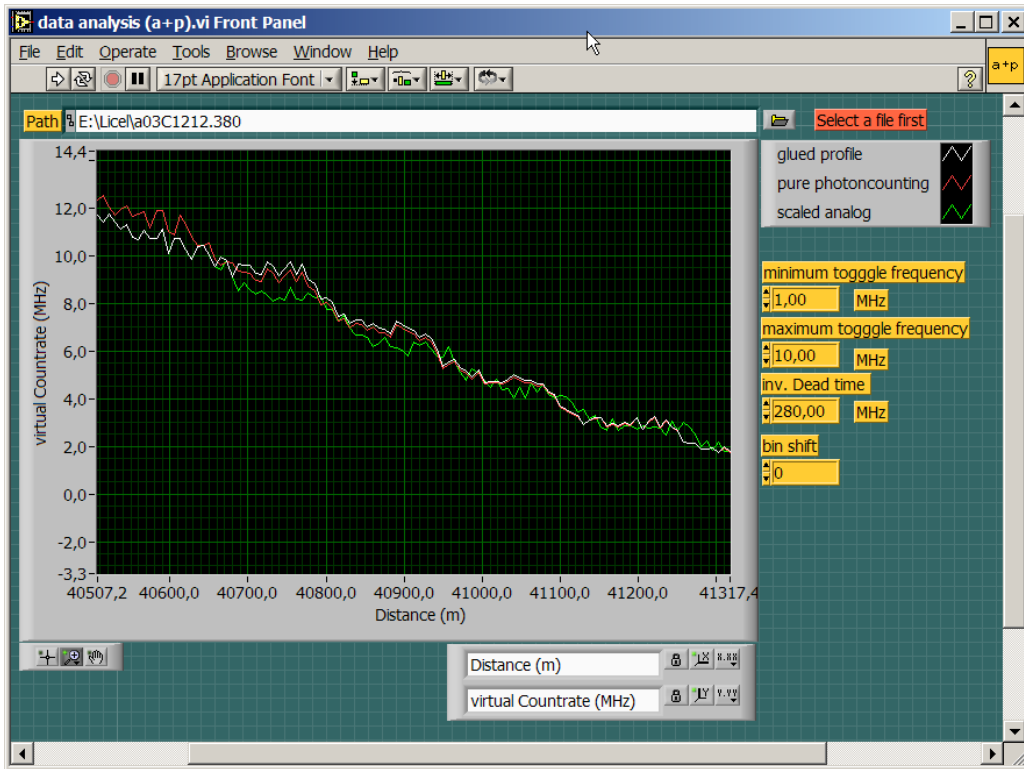 data analysis (a+p).vi Front Panel
File Edit Operate Tools Browse Window Help
17pt Application Font
a+p
Path E:\Licel\a03C1212.380
Select a file first
glued profile
pure photoncounting
scaled analog
14,4
12,0
10,0
8,0
6,0
4,0
2,0
0,0
-2,0
-3,3
virtual Countrate (MHz)
40507,2 40600,0 40700,0 40800,0 40900,0 41000,0 41100,0 41200,0 41317,4
Distance (m)
minimum togggle frequency
1,00 MHz
maximum togggle frequency
10,00 MHz
inv. Dead time
280,00 MHz
bin shift
0
Distance (m)
X 8.88
virtual Countrate (MHz)
Y Y.YY